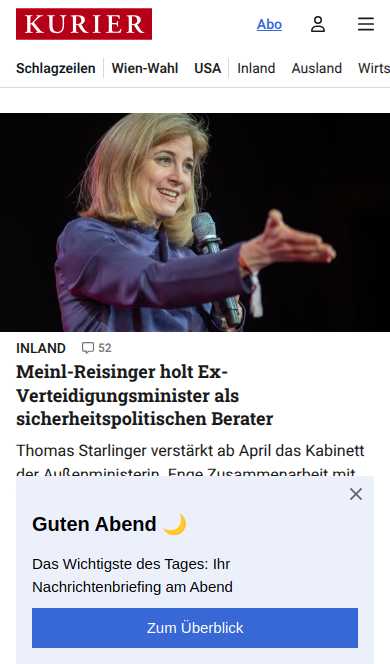 KURIER
Abo
Schlagzeilen Wien-Wahl USA Inland Ausland Wirts
INLAND 52
Meinl-Reisinger holt Ex-
Verteidigungsminister als
sicherheitspolitischen Berater
Thomas Starlinger verstärkt ab April das Kabinett
der Außenministerin. Enge Zusammenarbeit mit
Guten Abend 🌙
Das Wichtigste des Tages: Ihr
Nachrichtenbriefing am Abend
Zum Überblick